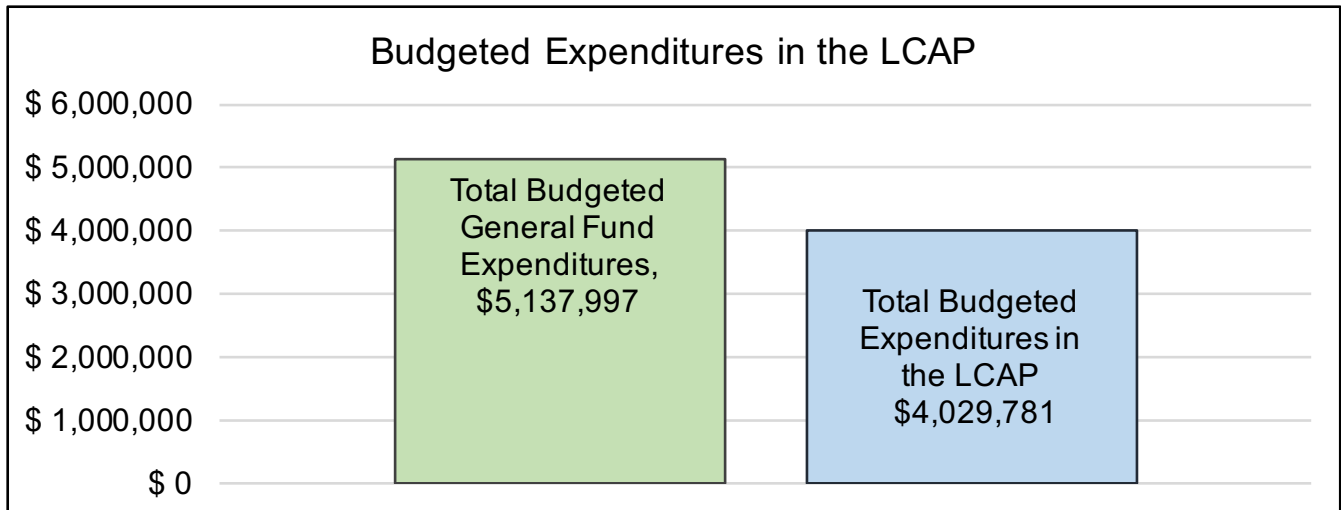 Budgeted Expenditures in the LCAP
$ 6,000,000
$ 5,000,000
$ 4,000,000
$ 3,000,000
$ 2,000,000
$ 1,000,000
$ 0
Total Budgeted
General Fund
Expenditures,
$5,137,997
Total Budgeted
Expenditures in
the LCAP
$4,029,781